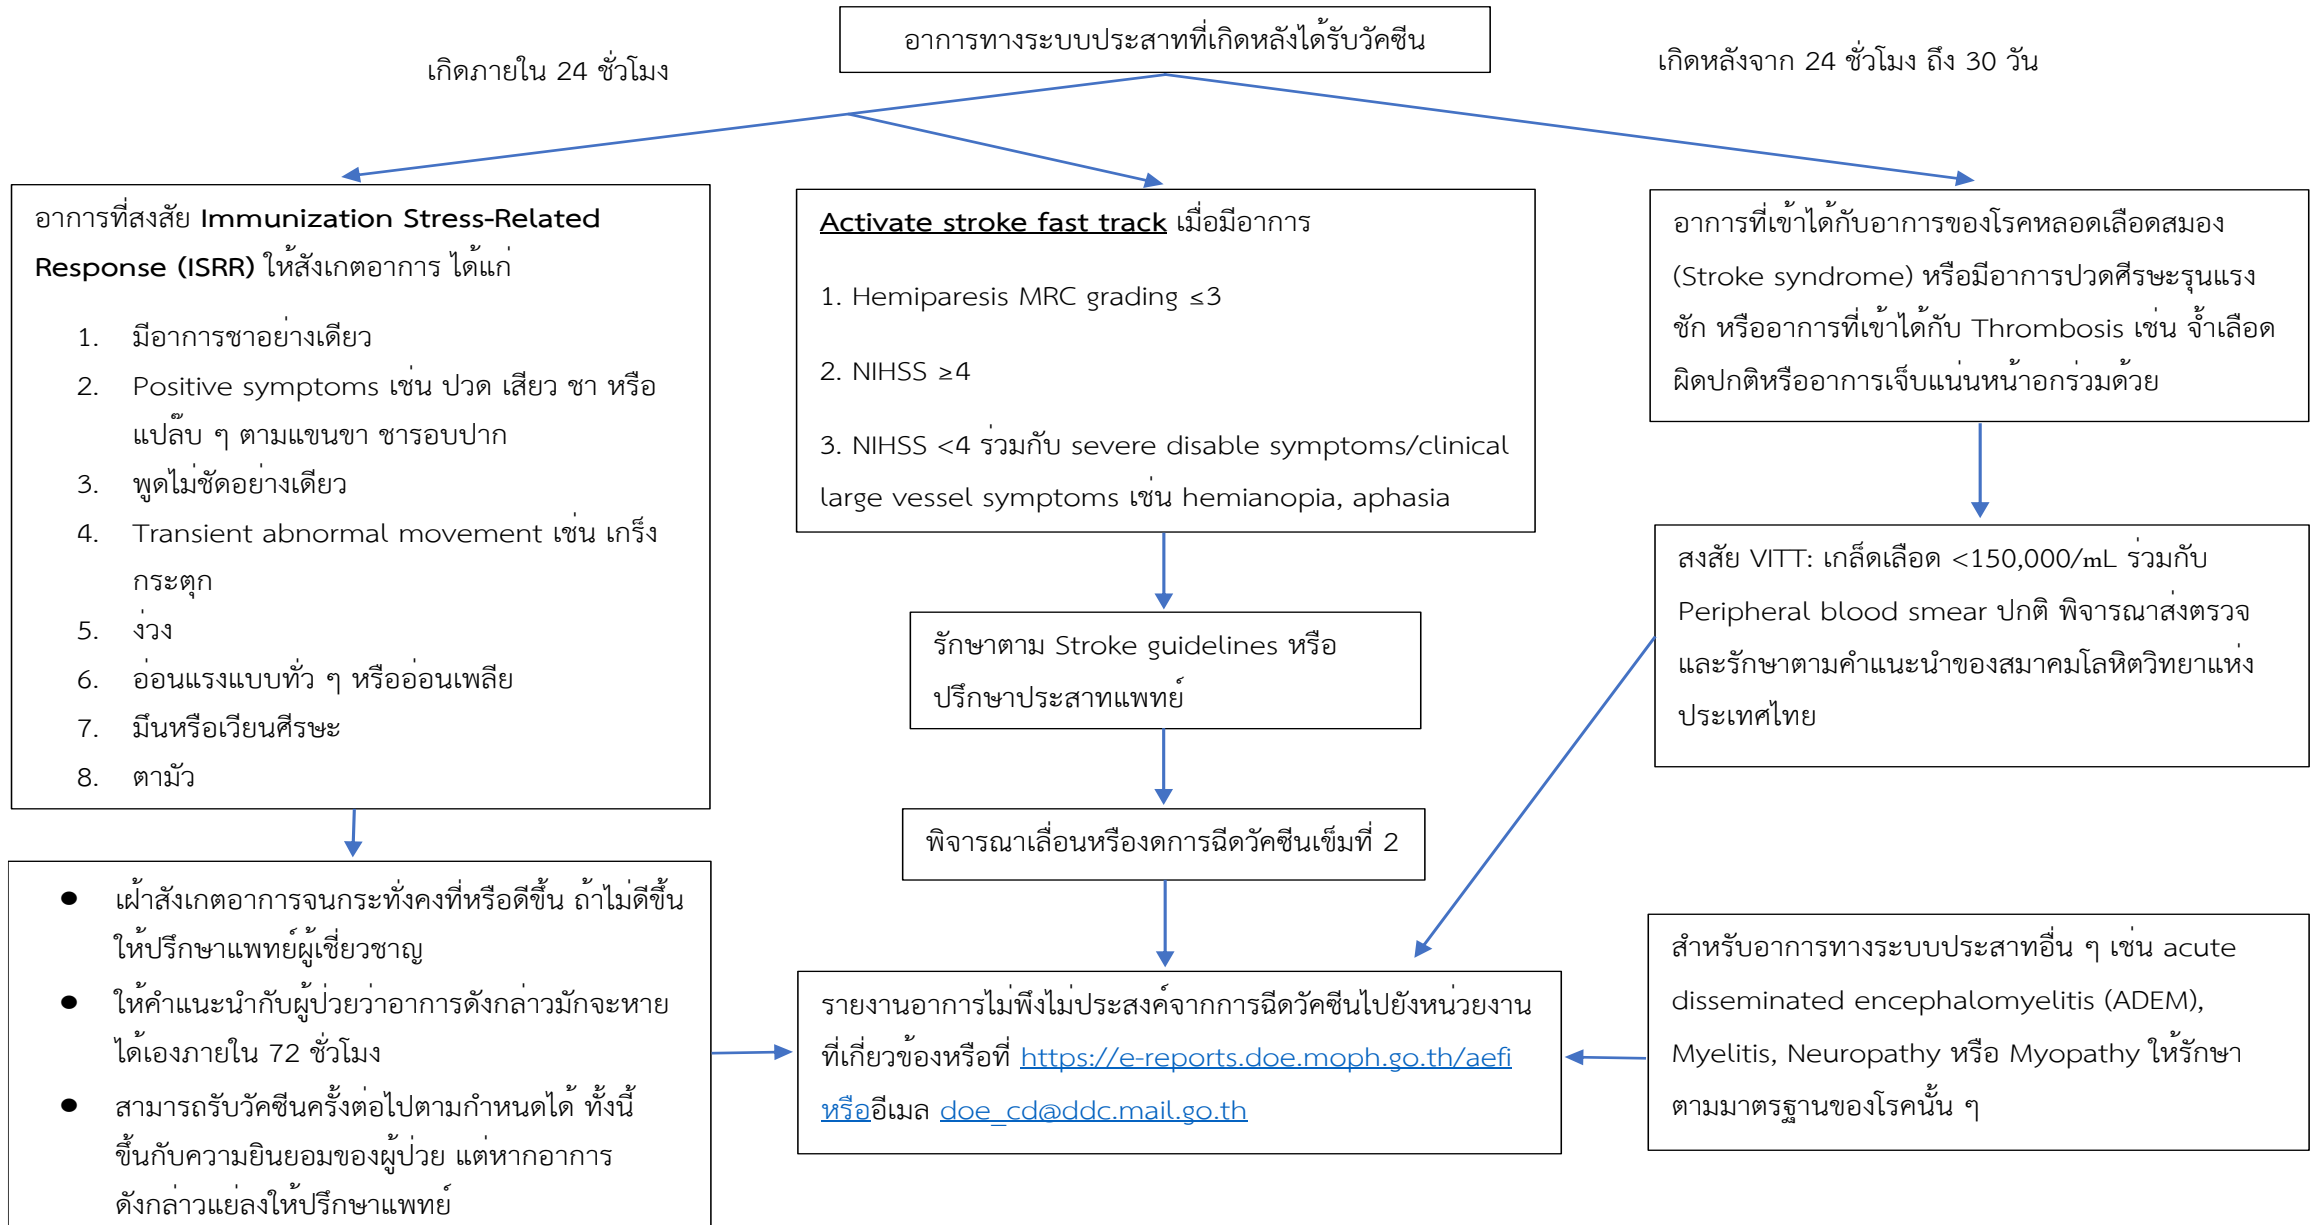 อาการทางระบบประสาทที่เกิดหลังได้รับวัคซีน
เกิดภายใน 24 ชั่วโมง
เกิดหลังจาก 24 ชั่วโมง ถึง 30 วัน
อาการที่สงสัย Immunization Stress-Related
Response (ISRR) ให้สังเกตอาการ ได้แก่
1. มีอาการชาอย่างเดียว
2. Positive symptoms เช่น ปวด เสียว ชา หรือ
แปล๊บ ๆ ตามแขนขา ชารอบปาก
3. พูดไม่ชัดอย่างเดียว
4. Transient abnormal movement เช่น เกร็ง
กระตุก
5. ง่วง
6. อ่อนแรงแบบทั่ว ๆ หรืออ่อนเพลีย
7. มึนหรือเวียนศีรษะ
8. ตามัว
● เฝ้าสังเกตอาการจนกระทั่งคงที่หรือดีขึ้น ถ้าไม่ดีขึ้น
ให้ปรึกษาแพทย์ผู้เชี่ยวชาญ
● ให้คำแนะนำกับผู้ป่วยว่าอาการดังกล่าวมักจะหาย
ได้เองภายใน 72 ชั่วโมง
● สามารถรับวัคซีนครั้งต่อไปตามกำหนดได้ ทั้งนี้
ขึ้นกับความยินยอมของผู้ป่วย แต่หากอาการ
ดังกล่าวแย่ลงให้ปรึกษาแพทย์
Activate stroke fast track เมื่อมีอาการ
1. Hemiparesis MRC grading ≤3
2. NIHSS ≥4
3. NIHSS <4 ร่วมกับ severe disable symptoms/clinical
large vessel symptoms เช่น hemianopia, aphasia
รักษาตาม Stroke guidelines หรือ
ปรึกษาประสาทแพทย์
พิจารณาเลื่อนหรืองดการฉีดวัคซีนเข็มที่ 2
รายงานอาการไม่พึงไม่ประสงค์จากการฉีดวัคซีนไปยังหน่วยงาน
ที่เกี่ยวข้องหรือที่ https://e-reports.doe.moph.go.th/aefi
หรืออีเมล doe_cd@ddc.mail.go.th
อาการที่เข้าได้กับอาการของโรคหลอดเลือดสมอง
(Stroke syndrome) หรือมีอาการปวดศีรษะรุนแรง
ชัก หรืออาการที่เข้าได้กับ Thrombosis เช่น จ้ำเลือด
ผิดปกติหรืออาการเจ็บแน่นหน้าอกร่วมด้วย
สงสัย VITT: เกล็ดเลือด <150,000/mL ร่วมกับ
Peripheral blood smear ปกติ พิจารณาส่งตรวจ
และรักษาตามคำแนะนำของสมาคมโลหิตวิทยาแห่ง
ประเทศไทย
สำหรับอาการทางระบบประสาทอื่น ๆ เช่น acute
disseminated encephalomyelitis (ADEM),
Myelitis, Neuropathy หรือ Myopathy ให้รักษา
ตามมาตรฐานของโรคนั้น ๆ